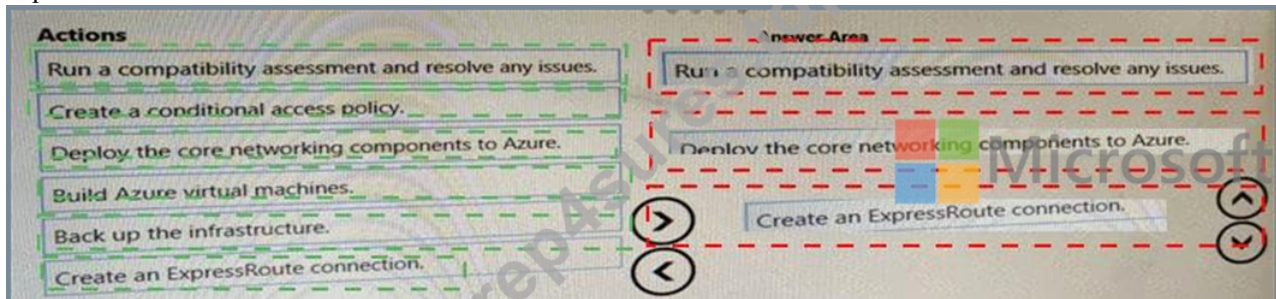 Actions
Answer Area
Run a compatibility assessment and resolve any issues.
Create a conditional access policy.
Deploy the core networking components to Azure.
Build Azure virtual machines.
Back up the infrastructure.
Create an ExpressRoute connection.
Run a compatibility assessment and resolve any issues.
Deploy the core networking components to Azure.
Create an ExpressRoute connection.
Microsoft